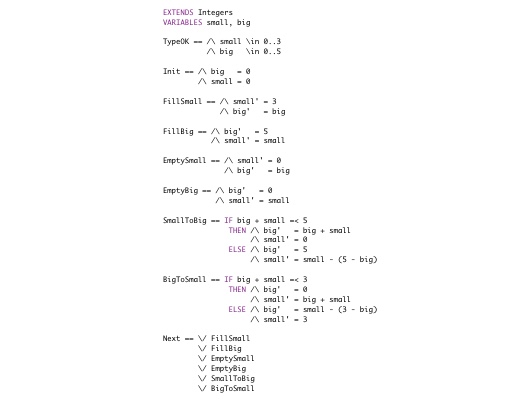 EXTENDS Integers
VARIABLES small, big
TypeOK == /\ small \in 0..3
/\ big \in 0..5
Init == /\ big = 0
/\ small = 0
FillSmall == /\ small' = 3
/\ big' = big
FillBig == /\ big' = 5
/\ small' = small
EmptySmall == /\ small' = 0
/\ big' = big
EmptyBig == /\ big' = 0
/\ small' = small
SmallToBig == IF big + small =< 5
THEN /\ big' = big + small
/\ small' = 0
ELSE /\ big' = 5
/\ small' = small - (5 - big)
BigToSmall == IF big + small =< 3
THEN /\ big' = 0
/\ small' = big + small
ELSE /\ big' = small - (3 - big)
/\ small' = 3
Next == \/ FillSmall
\/ FillBig
\/ EmptySmall
\/ EmptyBig
\/ SmallToBig
\/ BigToSmall